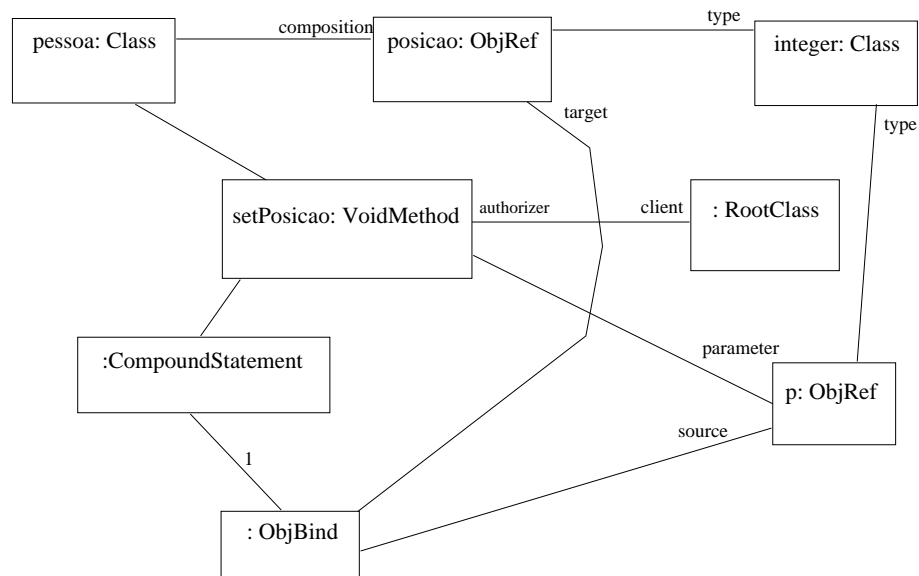 pessoa: Class
composition
posicao: ObjRef
type
integer: Class
target
type
setPosicao: VoidMethod
authorizer
client
: RootClass
:CompoundStatement
parameter
p: ObjRef
source
1
: ObjBind